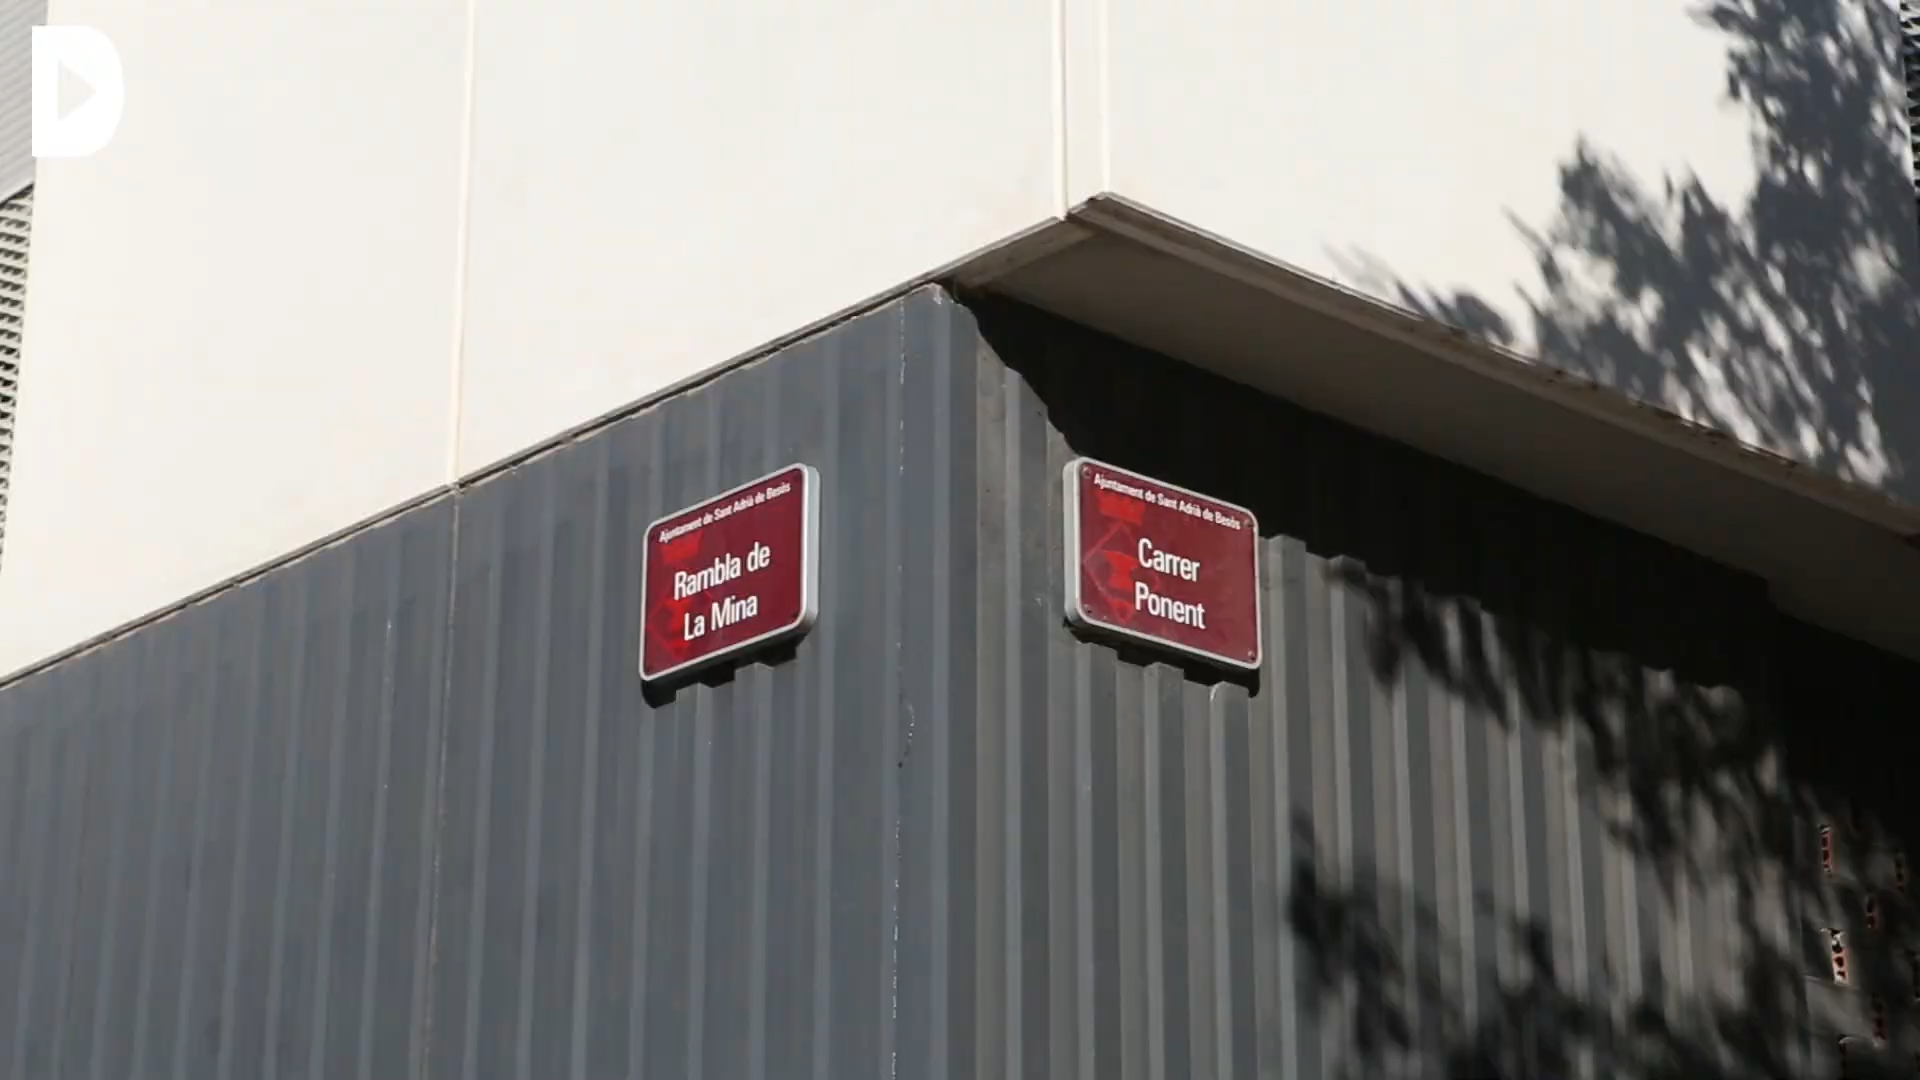 Ajuntament de Sant Adrià de Besòs
Rambla de
La Mina
Ajuntament de Sant Adrià de Besòs
Carrer
Ponent